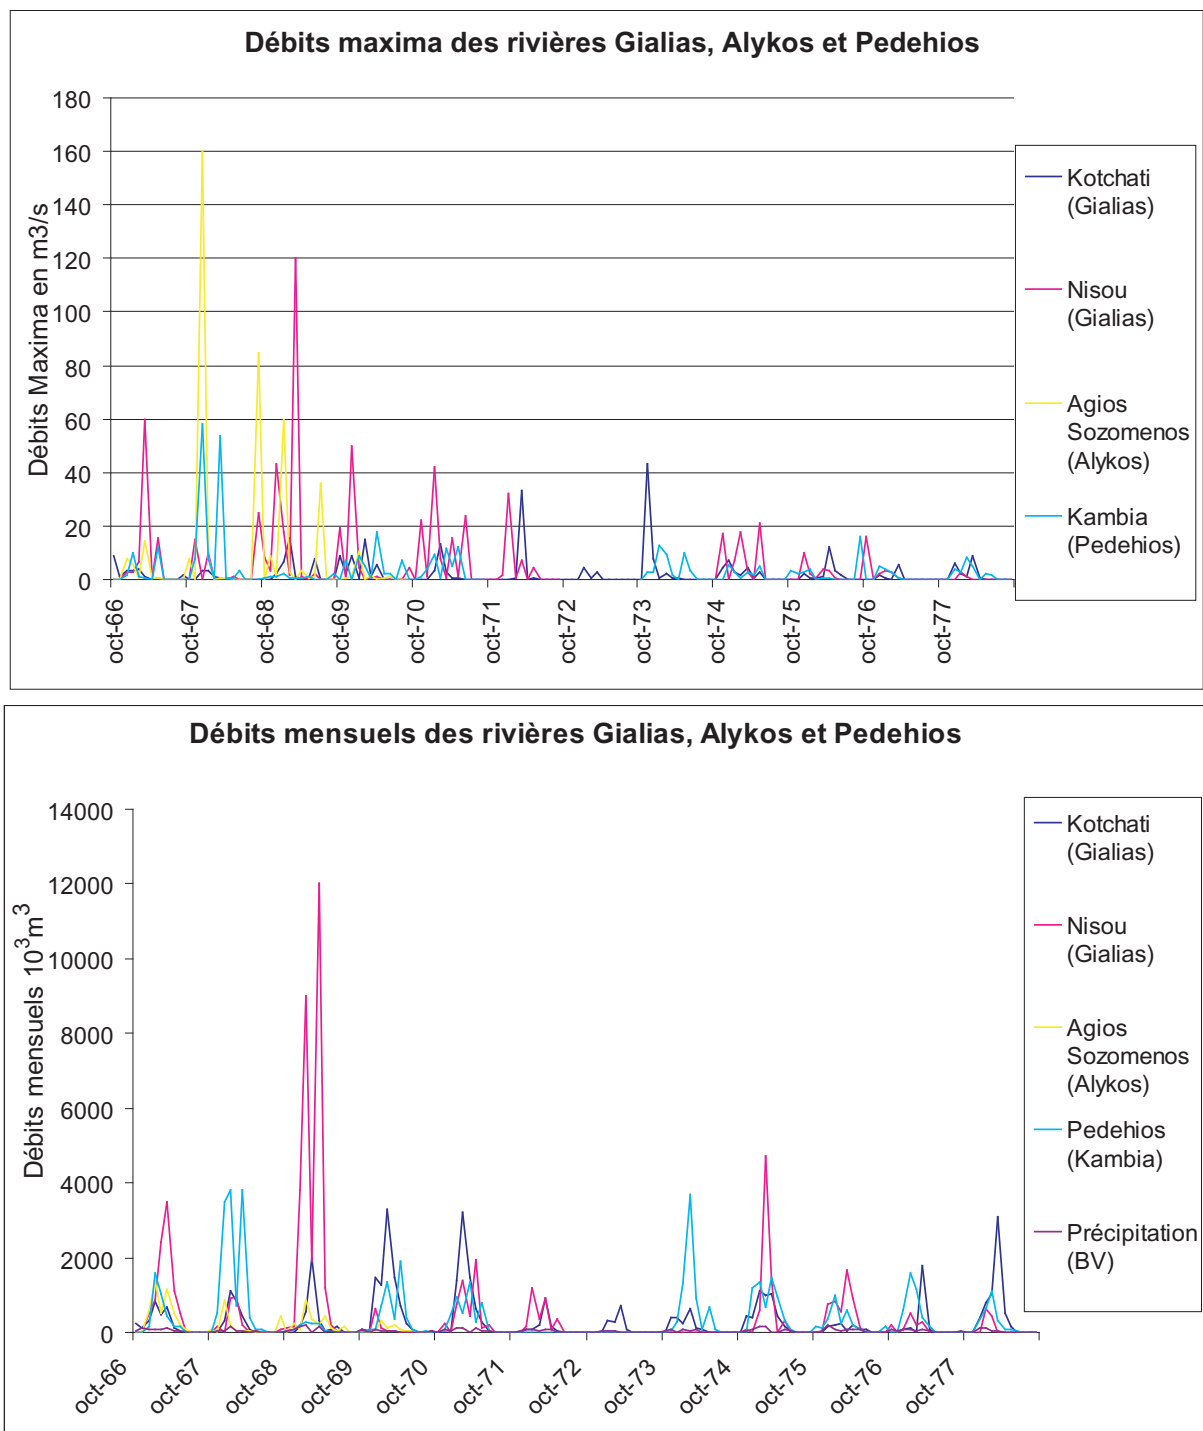 Débits maxima des rivières Gialias, Alykos et Pedehios
Débits Maxima en m3/s
180
160
140
120
100
80
60
40
20
0
oct-66
oct-67
oct-68
oct-69
oct-70
oct-71
oct-72
oct-73
oct-74
oct-75
oct-76
oct-77
Kotchati
(Gialias)
Nisou
(Gialias)
Agios
Sozomenos
(Alykos)
Kambia
(Pedehios)
Débits mensuels des rivières Gialias, Alykos et Pedehios
Débits mensuels 10³m³
14000
12000
10000
8000
6000
4000
2000
0
oct-66
oct-67
oct-68
oct-69
oct-70
oct-71
oct-72
oct-73
oct-74
oct-75
oct-76
oct-77
Kotchati
(Gialias)
Nisou
(Gialias)
Agios
Sozomenos
(Alykos)
Pedehios
(Kambia)
Précipitation
(BV)